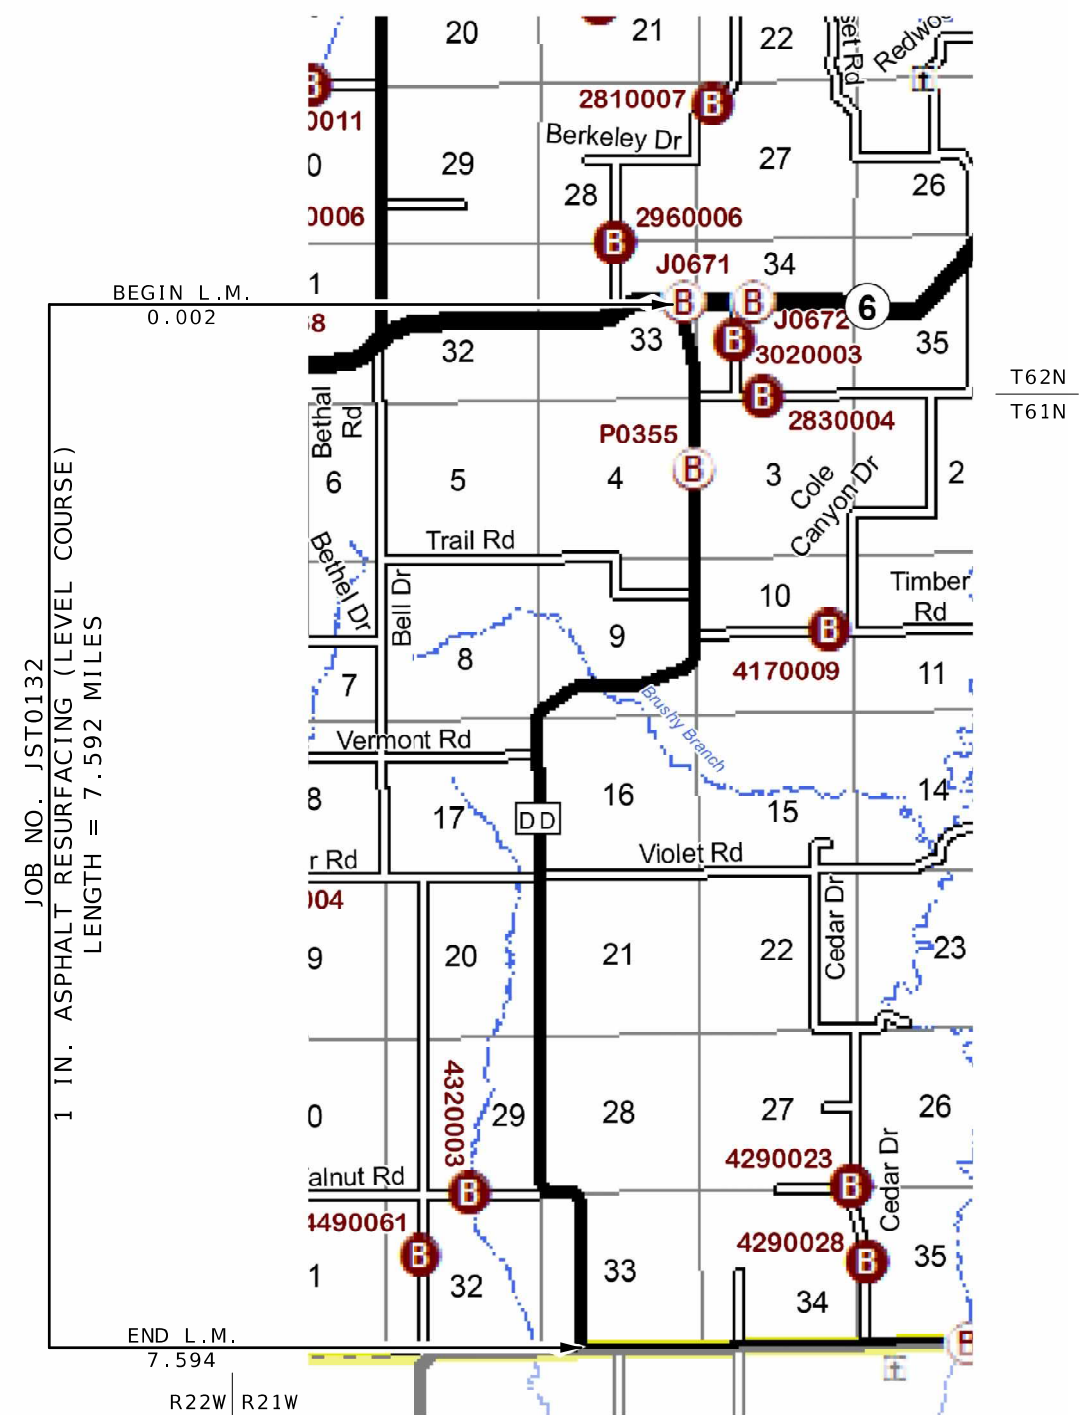 20
21
22
set Rd
Redwoo
2810007
B
B
0011
Berkeley Dr
29
27
0
28
26
0006
2960006
B
J0671
34
1
BEGIN L.M.
0.002
B
B
6
38
J0672
32
33
B
3020003
35
T62N
T61N
Bethal
Rd
B
2830004
P0355
B
6
5
4
3
Cole
Canyon Dr
2
Trail Rd
Bethel Dr
Bell Dr
10
Timber
Rd
9
B
8
4170009
11
7
Brushy Branch
Vermont Rd
8
17
16
15
14
DD
r Rd
Violet Rd
004
Cedar Dr
9
20
21
22
23
JOB NO. JST0132
1 IN. ASPHALT RESURFACING (LEVEL COURSE)
LENGTH = 7.592 MILES
4320003
0
29
28
27
26
Cedar Dr
4290023
alnut Rd
B
B
4490061
4290028
B
B
1
32
33
34
35
END L.M.
7.594
B
R22W R21W